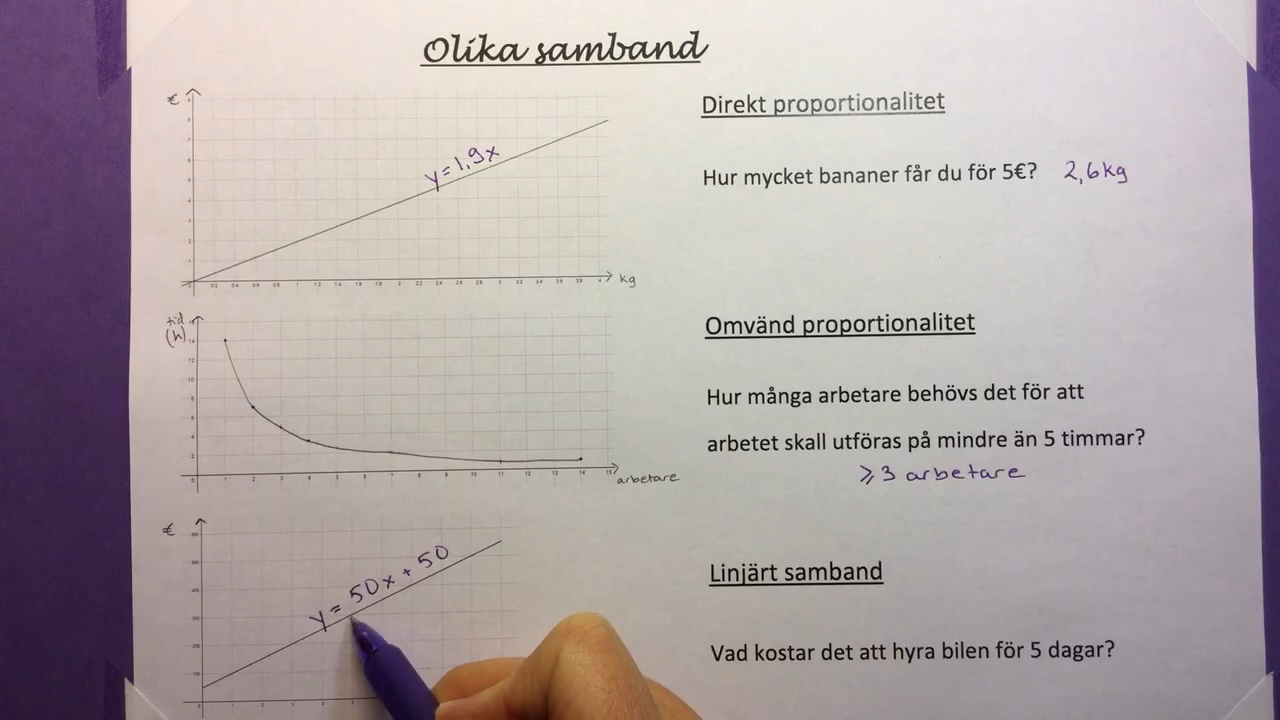 Olika samband
€
y = 1,9x
kg
Direkt proportionalitet
Hur mycket bananer får du för 5€? 2,6kg
tid
(h)
arbetare
Omvänd proportionalitet
Hur många arbetare behövs det för att
arbetet skall utföras på mindre än 5 timmar?
⩾3 arbetare
€
y = 50x + 50
Linjärt samband
Vad kostar det att hyra bilen för 5 dagar?